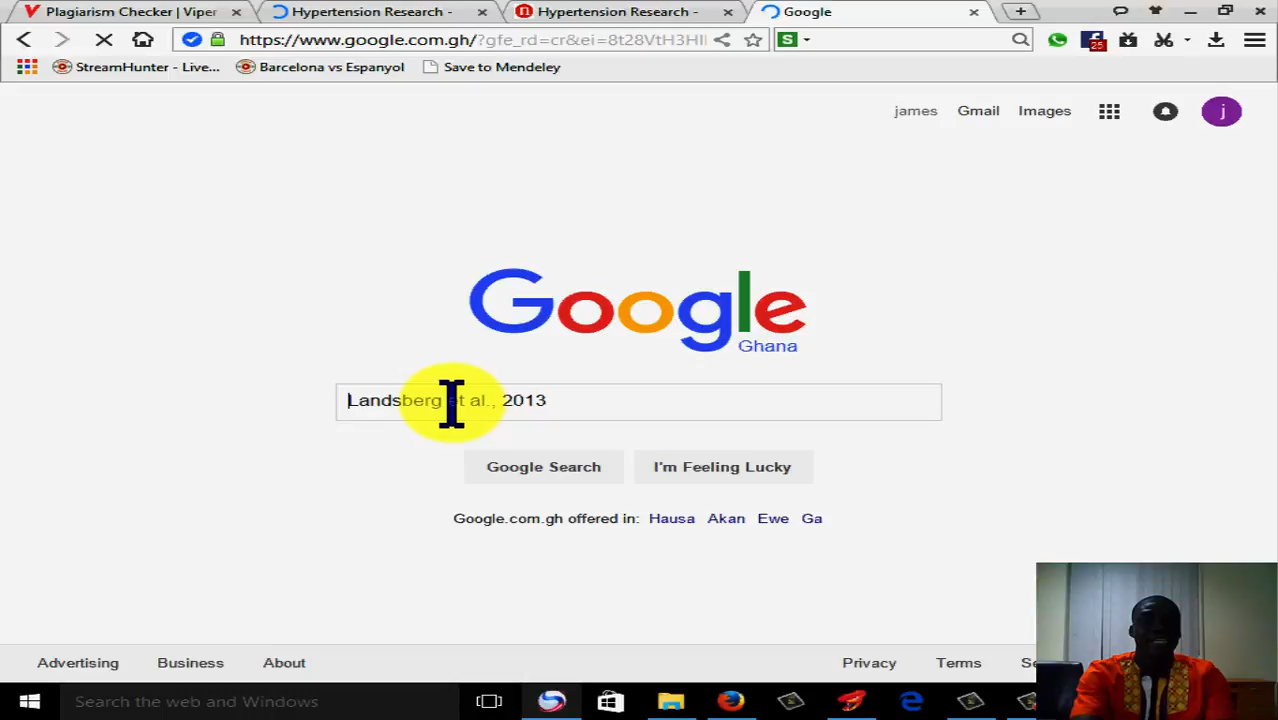 Plagiarism Checker | Viper
Hypertension Research -
Hypertension Research -
Google
https://www.google.com.gh/?gfe_rd=cr&ei=8t28VtH3HII
S
25
StreamHunter - Live...
Barcelona vs Espanyol
Save to Mendeley
james
Gmail
Images
j
Google
Ghana
Landsberg et al., 2013
Google Search
I'm Feeling Lucky
Google.com.gh offered in: Hausa Akan Ewe Ga
Advertising
Business
About
Privacy
Terms
Search the web and Windows